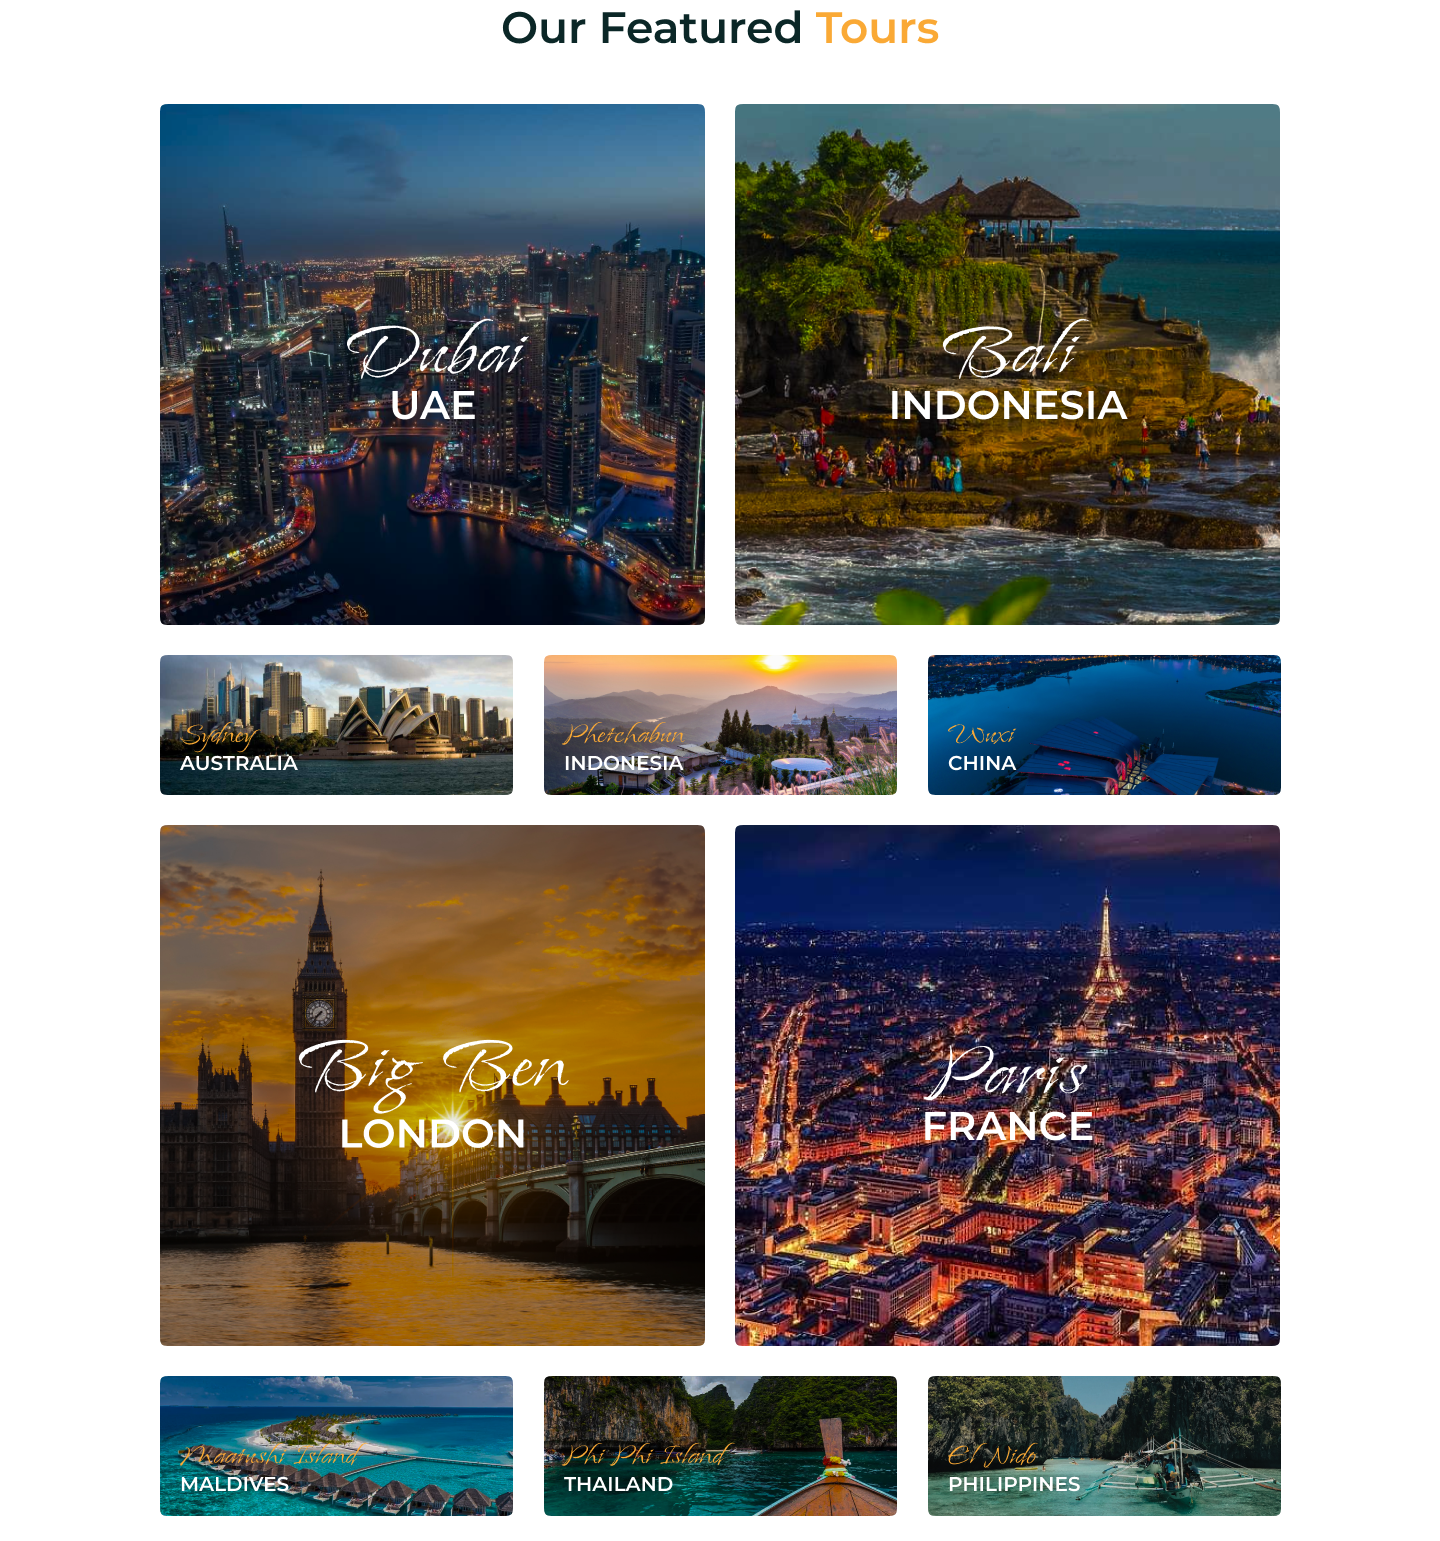 Our Featured Tours
Dubai
UAE
Bali
INDONESIA
Sydney
AUSTRALIA
Phetchabun
INDONESIA
Wuxi
CHINA
Big Ben
LONDON
Paris
FRANCE
Maafushi Island
MALDIVES
Phi Phi Island
THAILAND
El Nido
PHILIPPINES